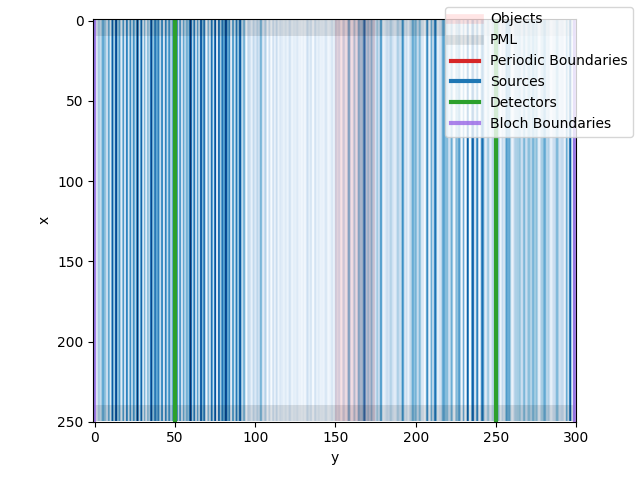 Objects
PML
Periodic Boundaries
Sources
Detectors
Bloch Boundaries
0
50
100
150
200
250
x
0
50
100
150
200
250
300
y